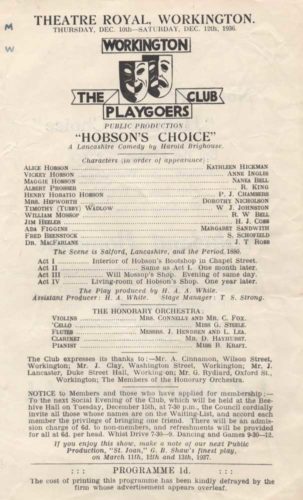 THEATRE ROYAL, WORKINGTON.
THURSDAY, DEC. 10th—SATURDAY, DEC. 12th, 1936.
M
W
WORKINGTON
THE CLUB
PLAYGOERS
PUBLIC PRODUCTION:
"HOBSON'S CHOICE"
A Lancashire Comedy by Harold Brighouse.
Characters (in order of appearance):
ALICE HOBSON KATHLEEN HICKMAN
VICKEY HOBSON ANNE INGLIS
MAGGIE HOBSON NANSA BELL
ALBERT PROSSER R. KING
HENRY HORATIO HOBSON P. J. CHAMBERS
MRS. HEPWORTH DOROTHY NICHOLSON
TIMOTHY (TUBBY) WADLOW W. J. JOHNSTON
WILLIAM MOSSOP R. W. BELL
JIM HEELER H. J. COBB
ADA FIGGINS MARGARET SANDWITH
FRED BEENSTOCK S. SCHOFIELD
DR. MACFARLANE J. T. ROSS
The Scene is Salford, Lancashire, and the Period, 1880.
Act I Interior of Hobson's Bootshop in Chapel Street.
Act II Same as Act I. One month later.
Act III Will Mossop's Shop. Evening of same day.
Act IV Living-room of Hobson's Shop. One year later.
The Play produced by H. A. A. White.
Assistant Producer: H. A. White. Stage Manager: T. S. Strong.
THE HONORARY ORCHESTRA:
VIOLINS MRS. CONNELLY AND MR. C. FOX.
'CELLO MISS G. STEELE.
FLUTES MESSRS. J. HENDREN AND L. LEA.
CLARINET MR. D. HAYHURST.
PIANIST MISS B. KRAFT.
The Club expresses its thanks to:—Mr. A. Cinnamon, Wilson Street,
Workington; Mr. J. Clay, Washington Street, Workington; Mr. J.
Lancaster, Duke Street Hall, Workington; Mr. G. Rydiard, Oxford St.,
Workington; The Members of the Honorary Orchestra.
NOTICE to Members and those who have applied for membership:—
To the next Social Evening of the Club, which will be held at the Bee-
hive Hall on Tuesday, December 15th, at 7-30 p.m., the Council cordially
invite all those whose names are on the Waiting-List, and accord each
member the privilege of bringing one friend. There will be an admis-
sion charge of 6d. to non-members, and refreshments will be provided
for all at 6d. per head. Whist Drive 7.30—9. Dancing and Games 9.30—12.
If you enjoy this show, make a note of our next Public
Production, "St. Joan," G. B. Shaw's finest play,
on March 11th, 12th and 13th, 1937.
::: PROGRAMME 1d. :::
The cost of printing this programme has been kindly defrayed by the
firm whose advertisement appears overleaf.